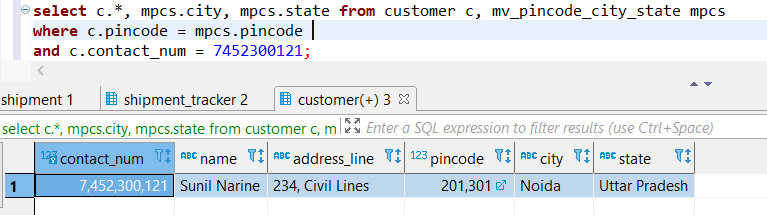 select c.*, mpcs.city, mpcs.state from customer c, mv_pincode_city_state mpcs
where c.pincode = mpcs.pincode
and c.contact_num = 7452300121;
shipment 1 shipment_tracker 2 customer(+) 3
select c.*, mpcs.city, mpcs.state from customer c, m Enter a SQL expression to filter results (use Ctrl+Space)
123 contact_num ABC name ABC address_line 123 pincode ABC city ABC state
1 7,452,300,121 Sunil Narine 234, Civil Lines 201,301 Noida Uttar Pradesh